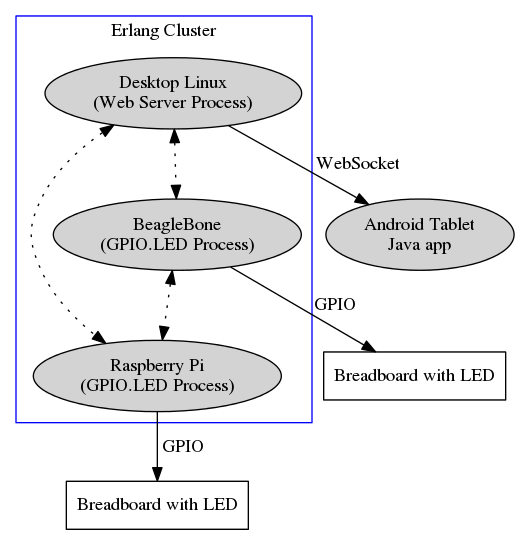 Erlang Cluster
Desktop Linux
(Web Server Process)
WebSocket
BeagleBone
(GPIO.LED Process)
Android Tablet
Java app
GPIO
Raspberry Pi
(GPIO.LED Process)
Breadboard with LED
GPIO
Breadboard with LED